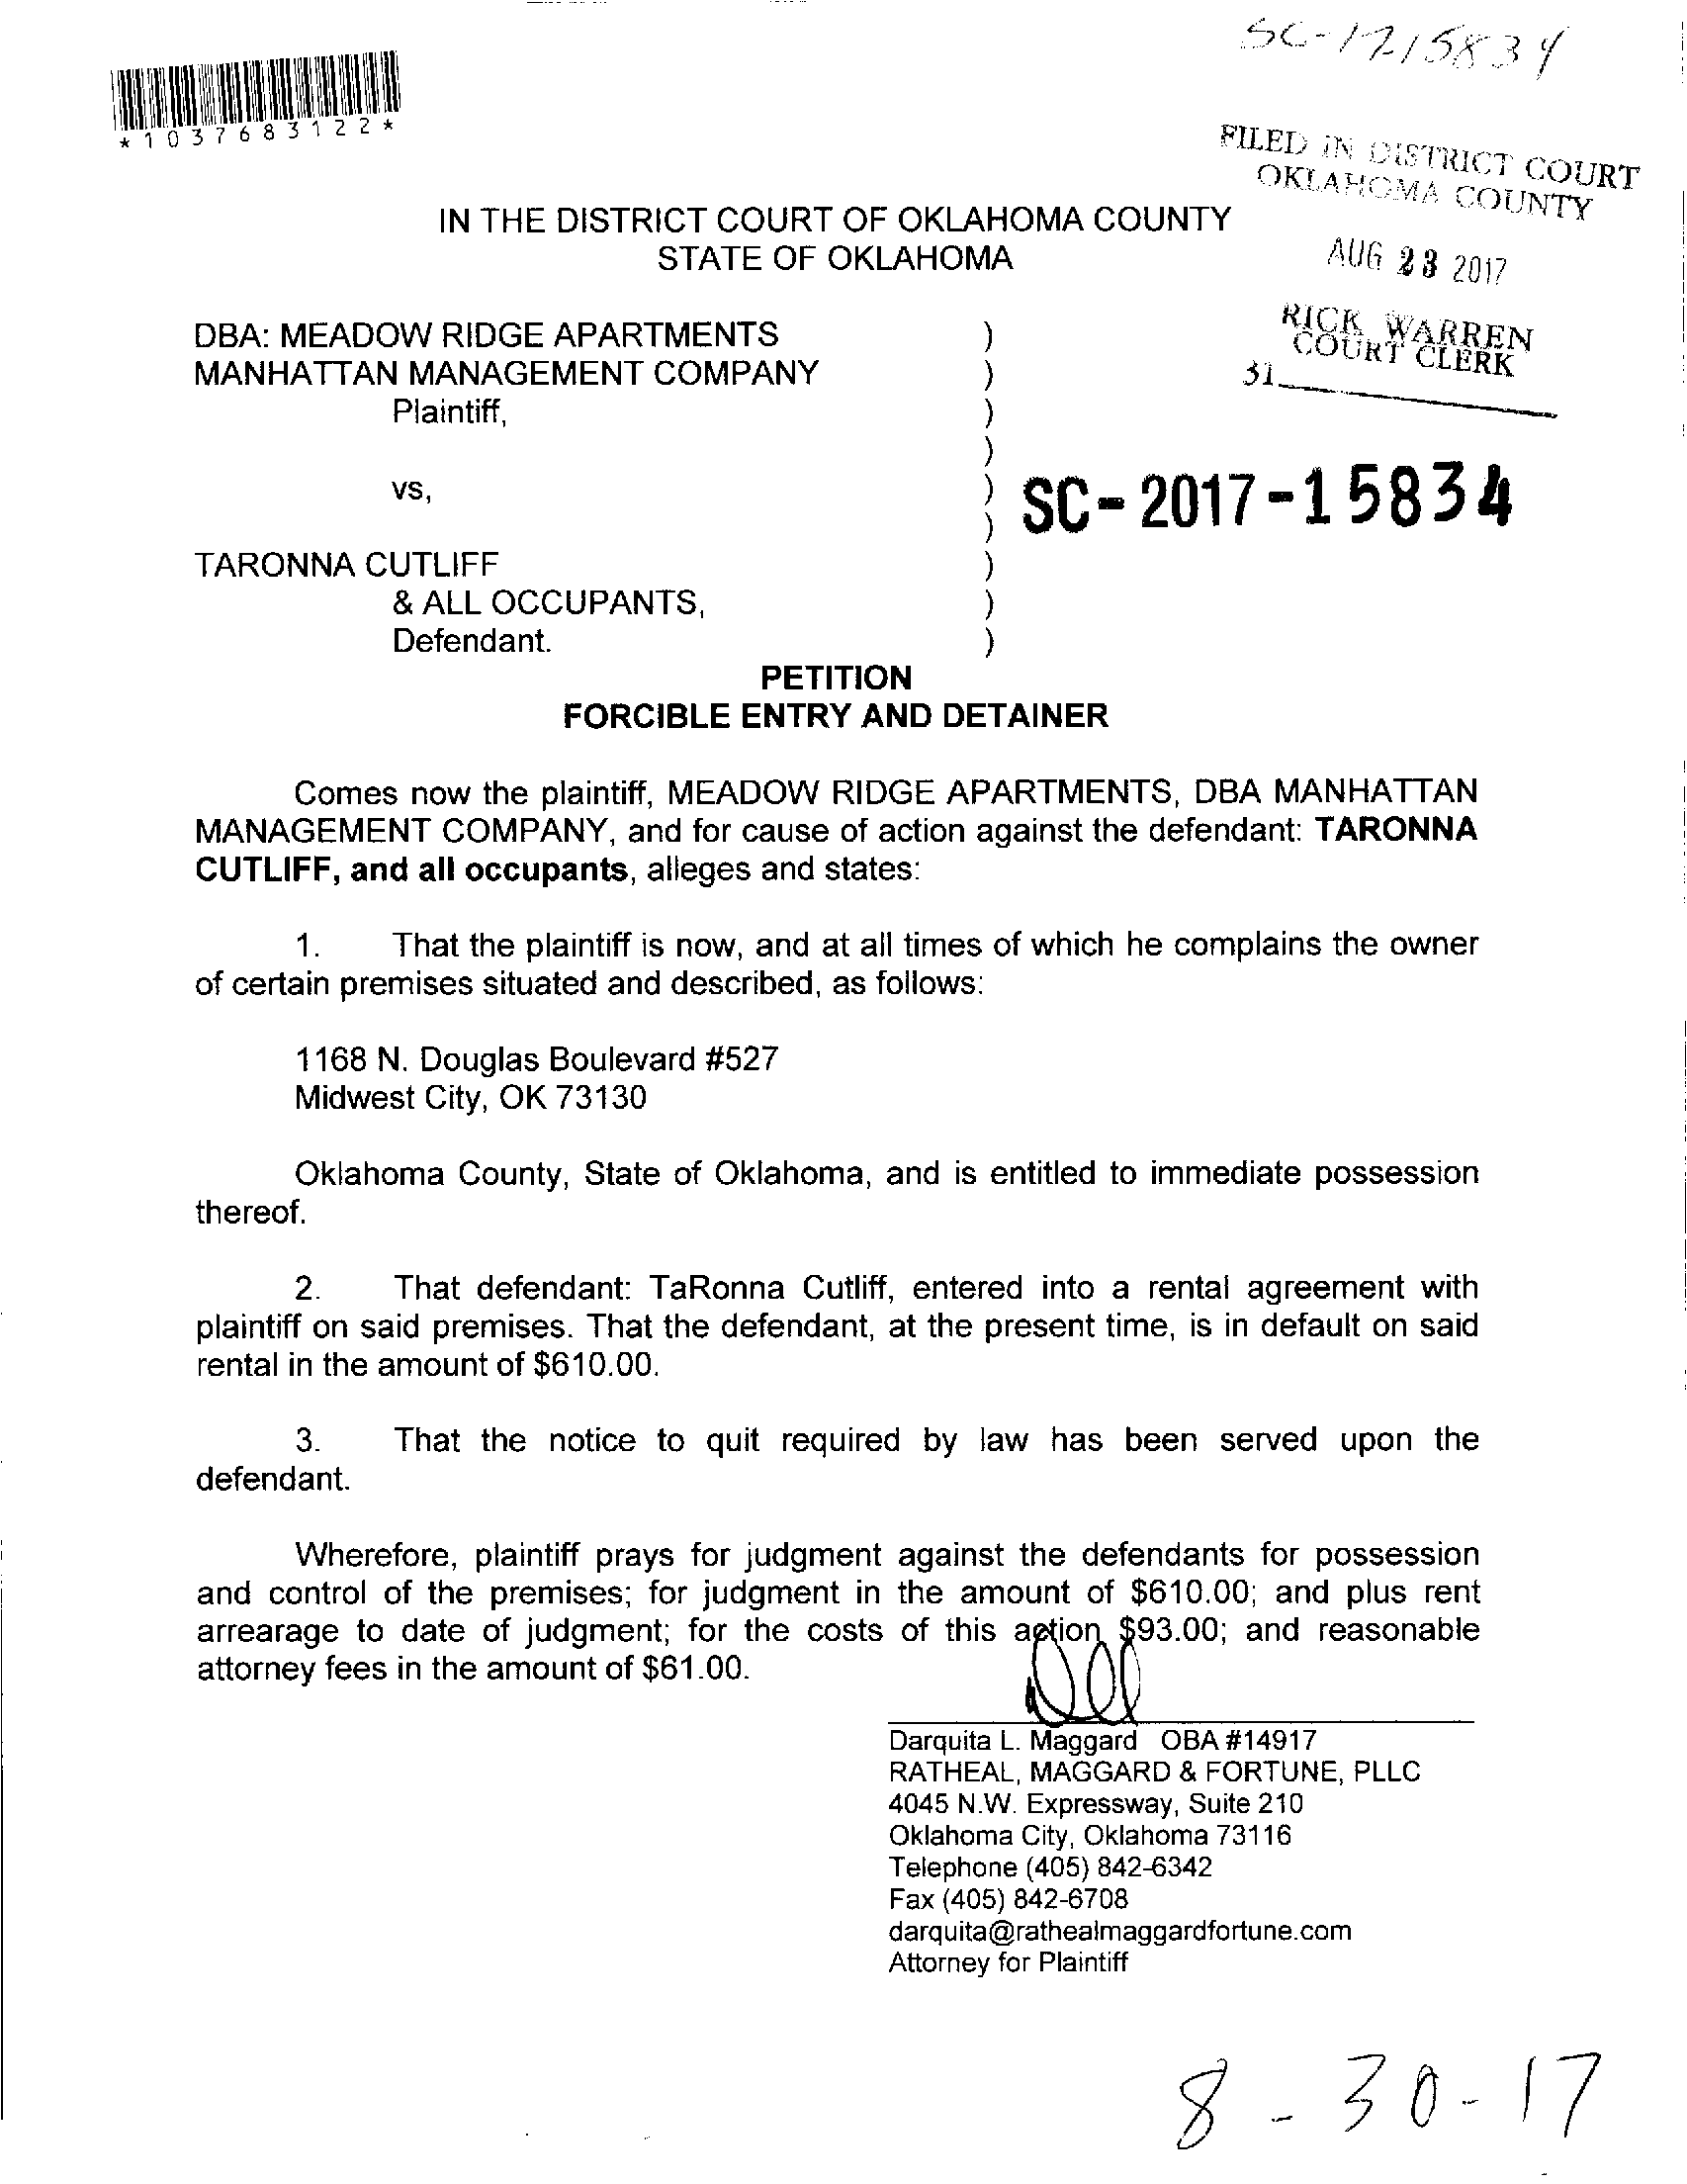 SC-1215834
*1037683122*
FILED IN DISTRICT COURT
OKLAHOMA COUNTY
IN THE DISTRICT COURT OF OKLAHOMA COUNTY
STATE OF OKLAHOMA
AUG 23 2017
RICK WARREN
COURT CLERK
31
DBA: MEADOW RIDGE APARTMENTS )
MANHATTAN MANAGEMENT COMPANY )
Plaintiff, )
)
vs, )
SC-2017-15834
)
TARONNA CUTLIFF )
& ALL OCCUPANTS, )
Defendant. )
PETITION
FORCIBLE ENTRY AND DETAINER
Comes now the plaintiff, MEADOW RIDGE APARTMENTS, DBA MANHATTAN
MANAGEMENT COMPANY, and for cause of action against the defendant: TARONNA
CUTLIFF, and all occupants, alleges and states:
1. That the plaintiff is now, and at all times of which he complains the owner
of certain premises situated and described, as follows:
1168 N. Douglas Boulevard #527
Midwest City, OK 73130
Oklahoma County, State of Oklahoma, and is entitled to immediate possession
thereof.
2. That defendant: TaRonna Cutliff, entered into a rental agreement with
plaintiff on said premises. That the defendant, at the present time, is in default on said
rental in the amount of $610.00.
3. That the notice to quit required by law has been served upon the
defendant.
Wherefore, plaintiff prays for judgment against the defendants for possession
and control of the premises; for judgment in the amount of $610.00; and plus rent
arrearage to date of judgment; for the costs of this action $93.00; and reasonable
attorney fees in the amount of $61.00.
Darquita L. Maggard OBA #14917
RATHEAL, MAGGARD & FORTUNE, PLLC
4045 N.W. Expressway, Suite 210
Oklahoma City, Oklahoma 73116
Telephone (405) 842-6342
Fax (405) 842-6708
darquita@rathealmaggardfortune.com
Attorney for Plaintiff
8-30-17